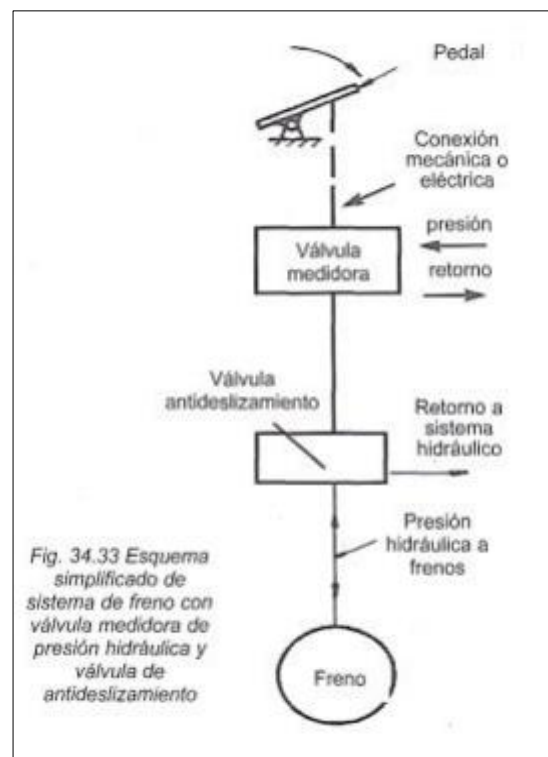 Pedal
Conexión
mecánica o
eléctrica
presión
Válvula
medidora
retorno
Válvula
antideslizamiento
Retorno a
sistema
hidráulico
Presión
hidráulica a
frenos
Fig. 34.33 Esquema
simplificado de
sistema de freno con
válvula medidora de
presión hidráulica y
válvula de
antideslizamiento
Freno